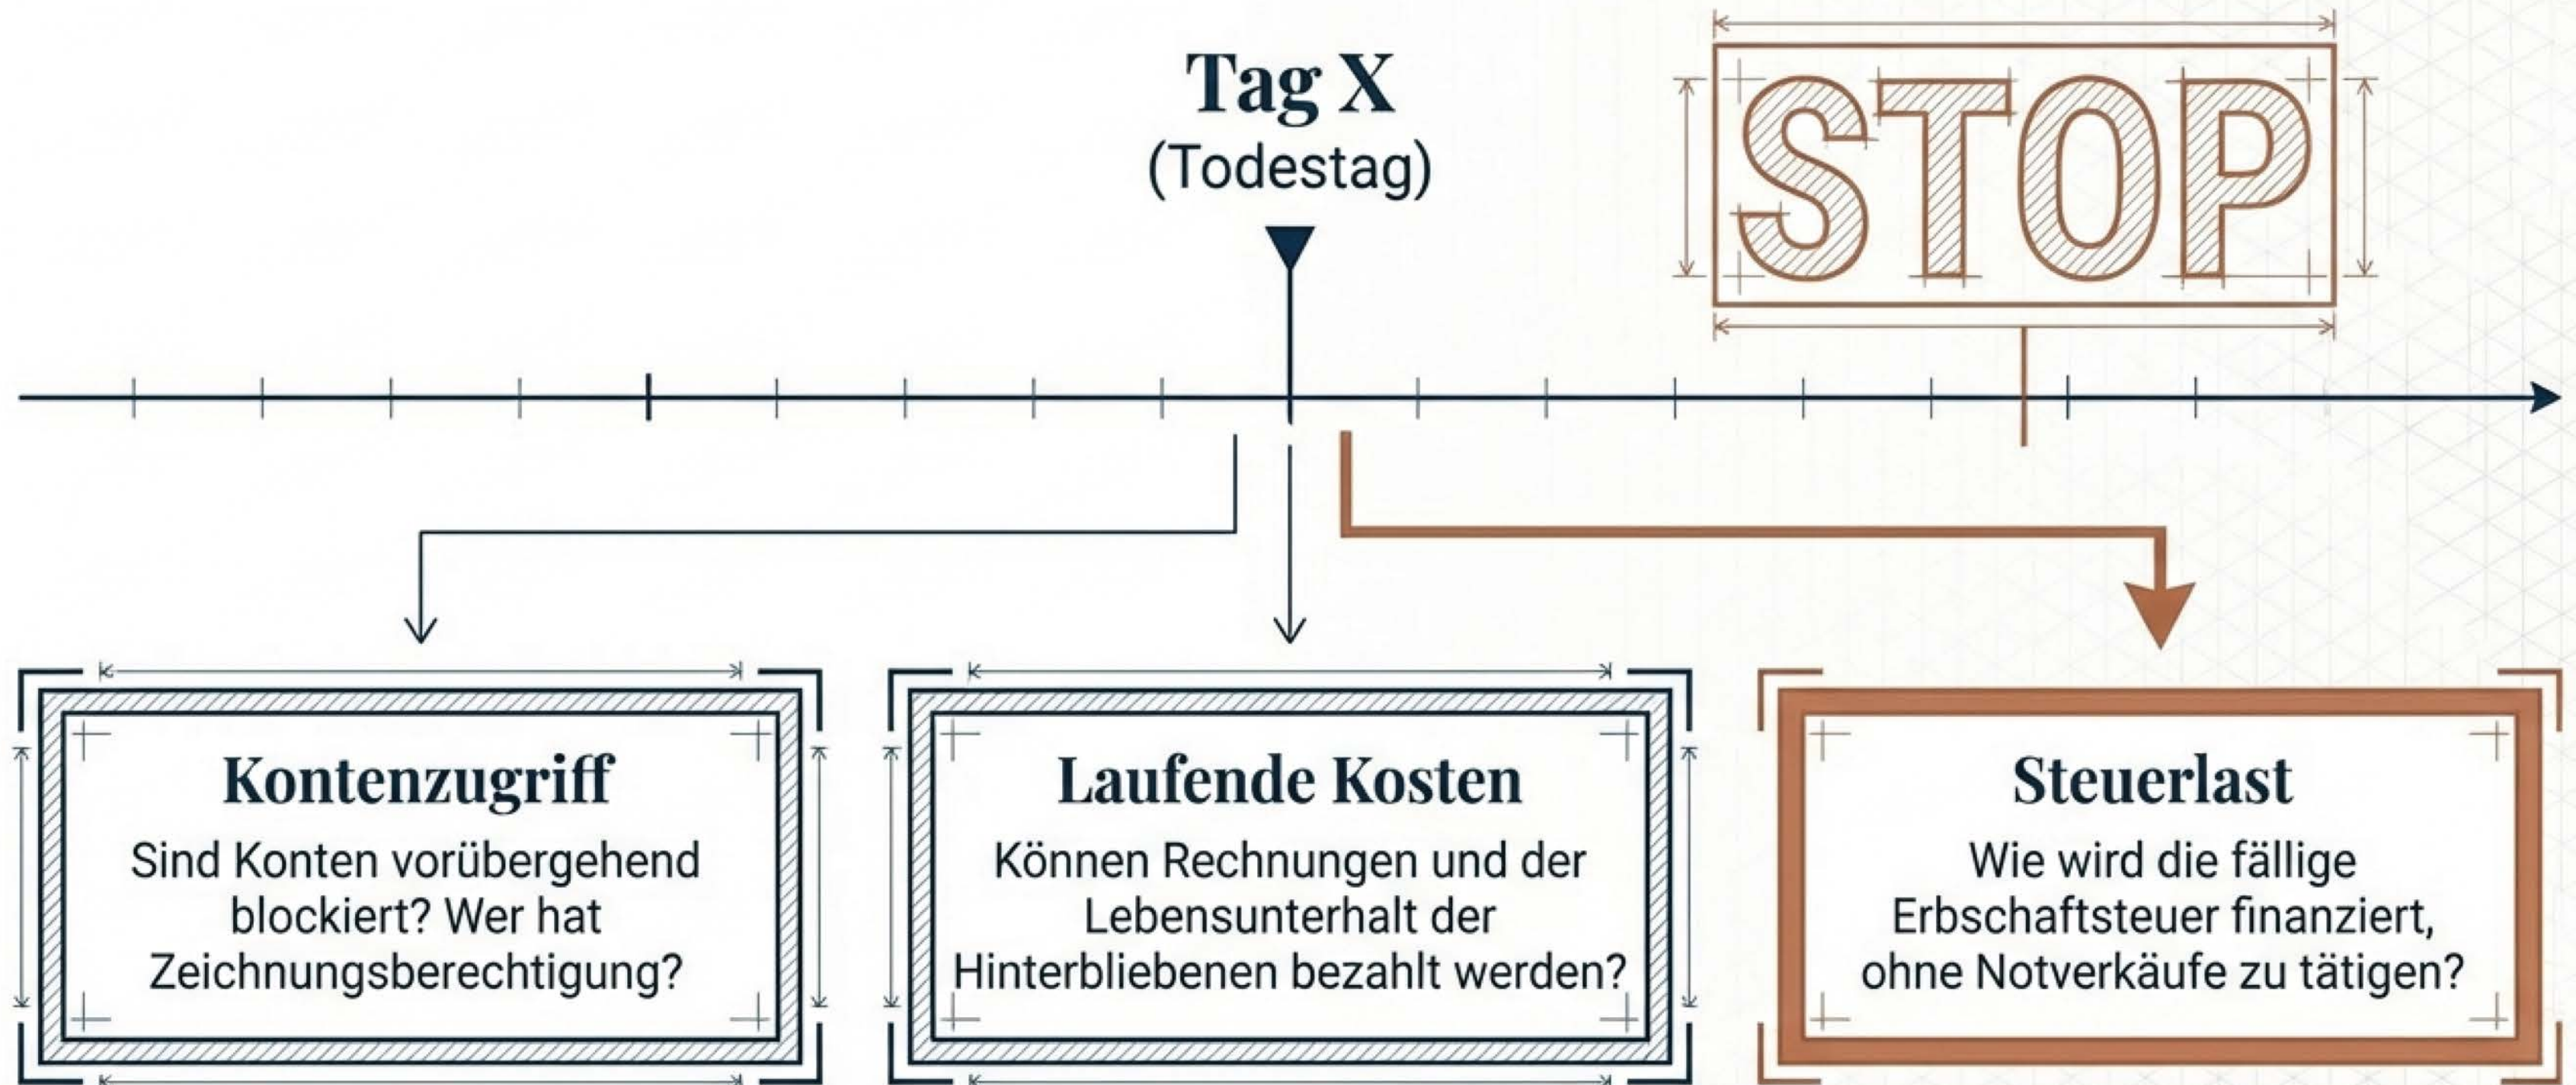 Tag X
(Todestag)
STOP
Kontenzugriff
Sind Konten vorübergehend
blockiert? Wer hat
Zeichnungsberechtigung?
Laufende Kosten
Können Rechnungen und der
Lebensunterhalt der
Hinterbliebenen bezahlt werden?
Steuerlast
Wie wird die fällige
Erbschaftsteuer finanziert,
ohne Notverkäufe zu tätigen?